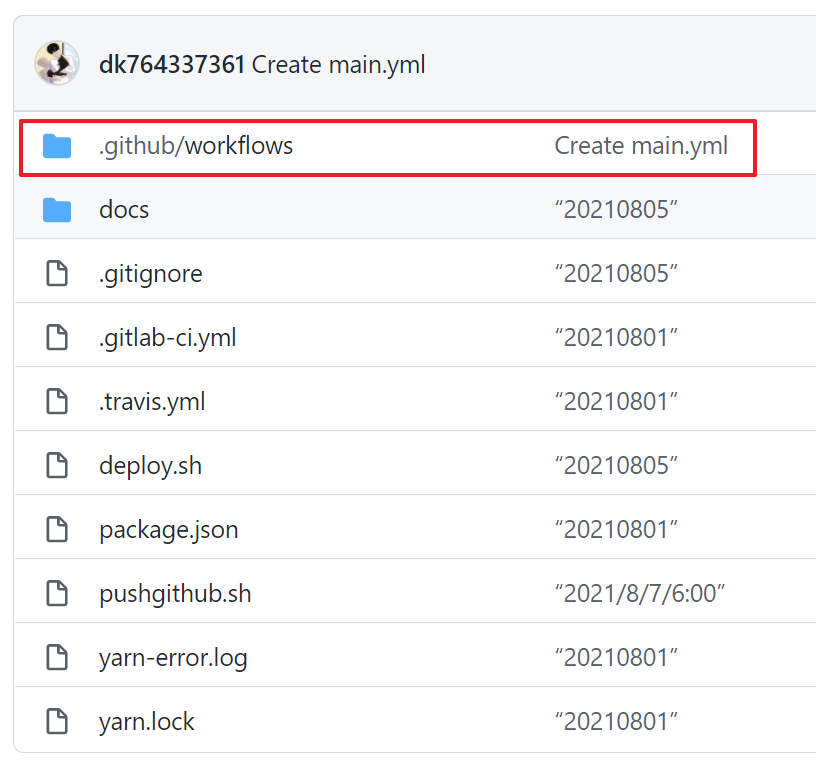 dk764337361 Create main.yml
.github/workflows Create main.yml
docs “20210805”
.gitignore “20210805”
.gitlab-ci.yml “20210801”
.travis.yml “20210801”
deploy.sh “20210805”
package.json “20210801”
pushgithub.sh “2021/8/7/6:00”
yarn-error.log “20210801”
yarn.lock “20210801”